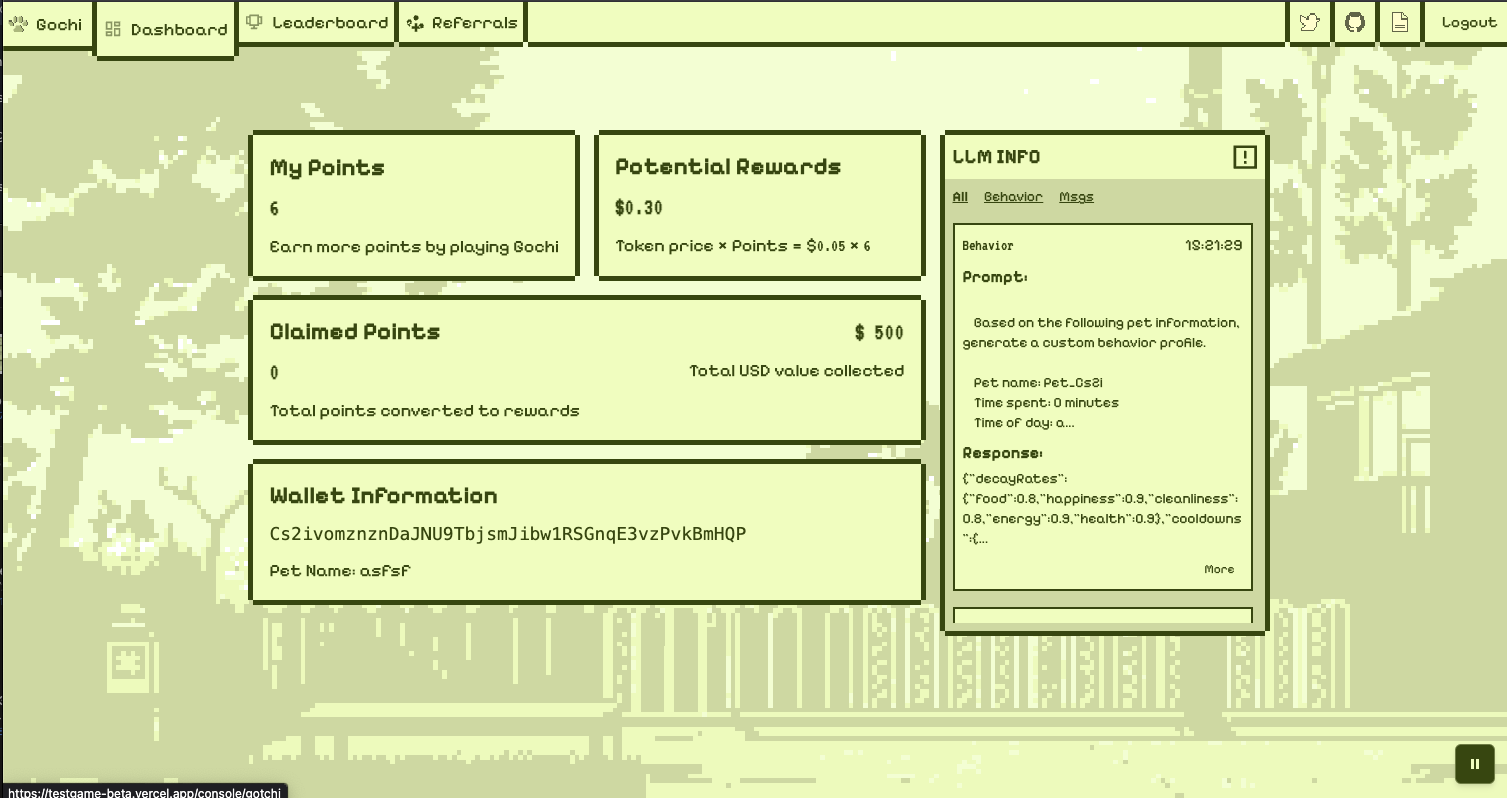 Gochi
Dashboard
Leaderboard
Referrals
Logout
My Points
6
Earn more points by playing Gochi
Potential Rewards
$0.30
Token price × Points = $0.05 × 6
Claimed Points
$ 500
0
Total USD value collected
Total points converted to rewards
Wallet Information
Cs2ivomznznDaJNU9TbjsmJibw1RSGnqE3vzPvkBmHQP
Pet Name: asfsf
LLM INFO
!
All Behavior Msgs
Behavior 18:21:29
Prompt:
Based on the following pet information,
generate a custom behavior profile.
Pet name: Pet_Cs2i
Time spent: 0 minutes
Time of day: a...
Response:
{"decayRates":
{"food":0.8,"happiness":0.9,"cleanliness":
0.8,"energy":0.9,"health":0.9},"cooldowns
":{...
More
https://testgame-beta.vercel.app/console/gotchi